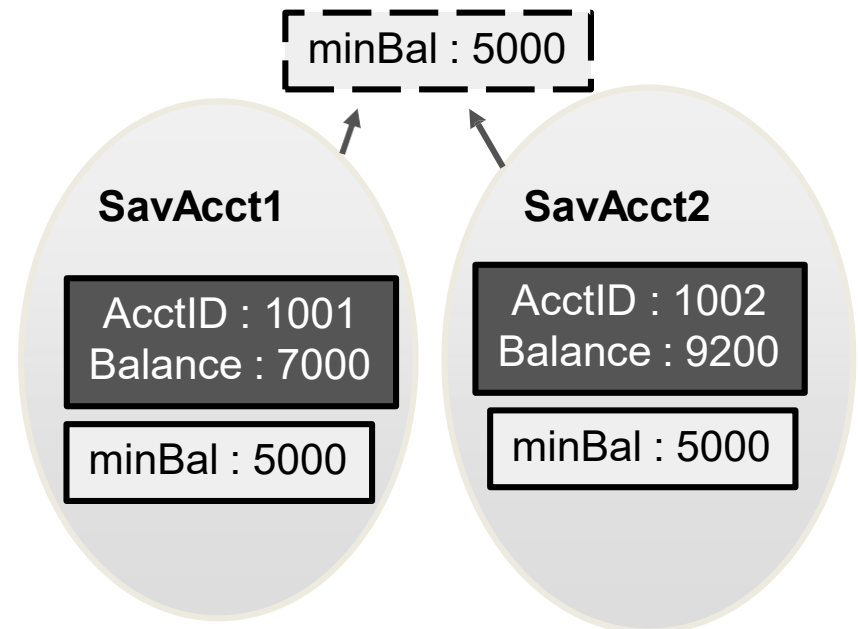 minBal : 5000
SavAcct1
AcctID : 1001
Balance : 7000
minBal : 5000
SavAcct2
AcctID : 1002
Balance : 9200
minBal : 5000